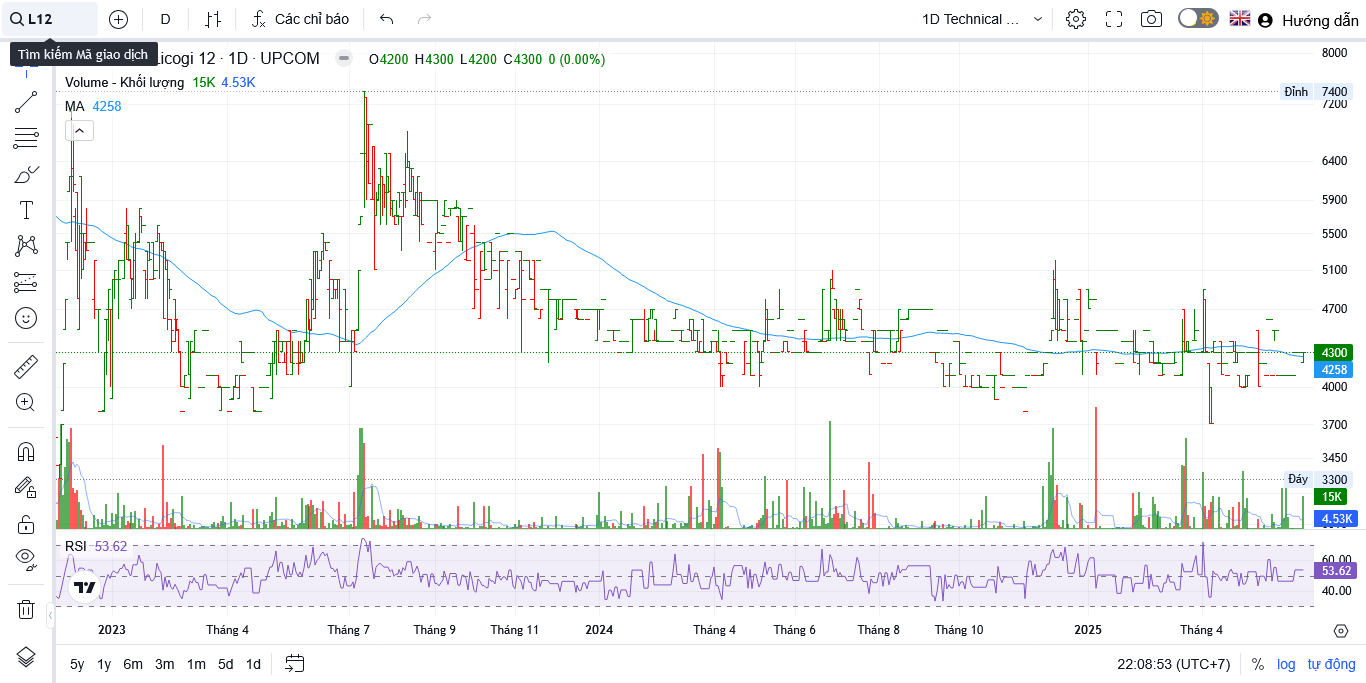 L12
D
Các chỉ báo
1D Technical ...
Hướng dẫn
Tìm kiếm Mã giao dịch
Licogi 12 · 1D · UPCOM
O4200 H4300 L4200 C4300 0 (0.00%)
Volume - Khối lượng 15K 4.53K
MA 4258
8000
Đỉnh 7400
7200
6400
5900
5500
5100
4700
4300
4258
4000
3700
3450
Đáy 3300
15K
4.53K
RSI 53.62
60.00
53.62
40.00
2023 Tháng 4 Tháng 7 Tháng 9 Tháng 11 2024 Tháng 4 Tháng 6 Tháng 8 Tháng 10 2025 Tháng 4
5y 1y 6m 3m 1m 5d 1d
22:08:53 (UTC+7) % log tự động